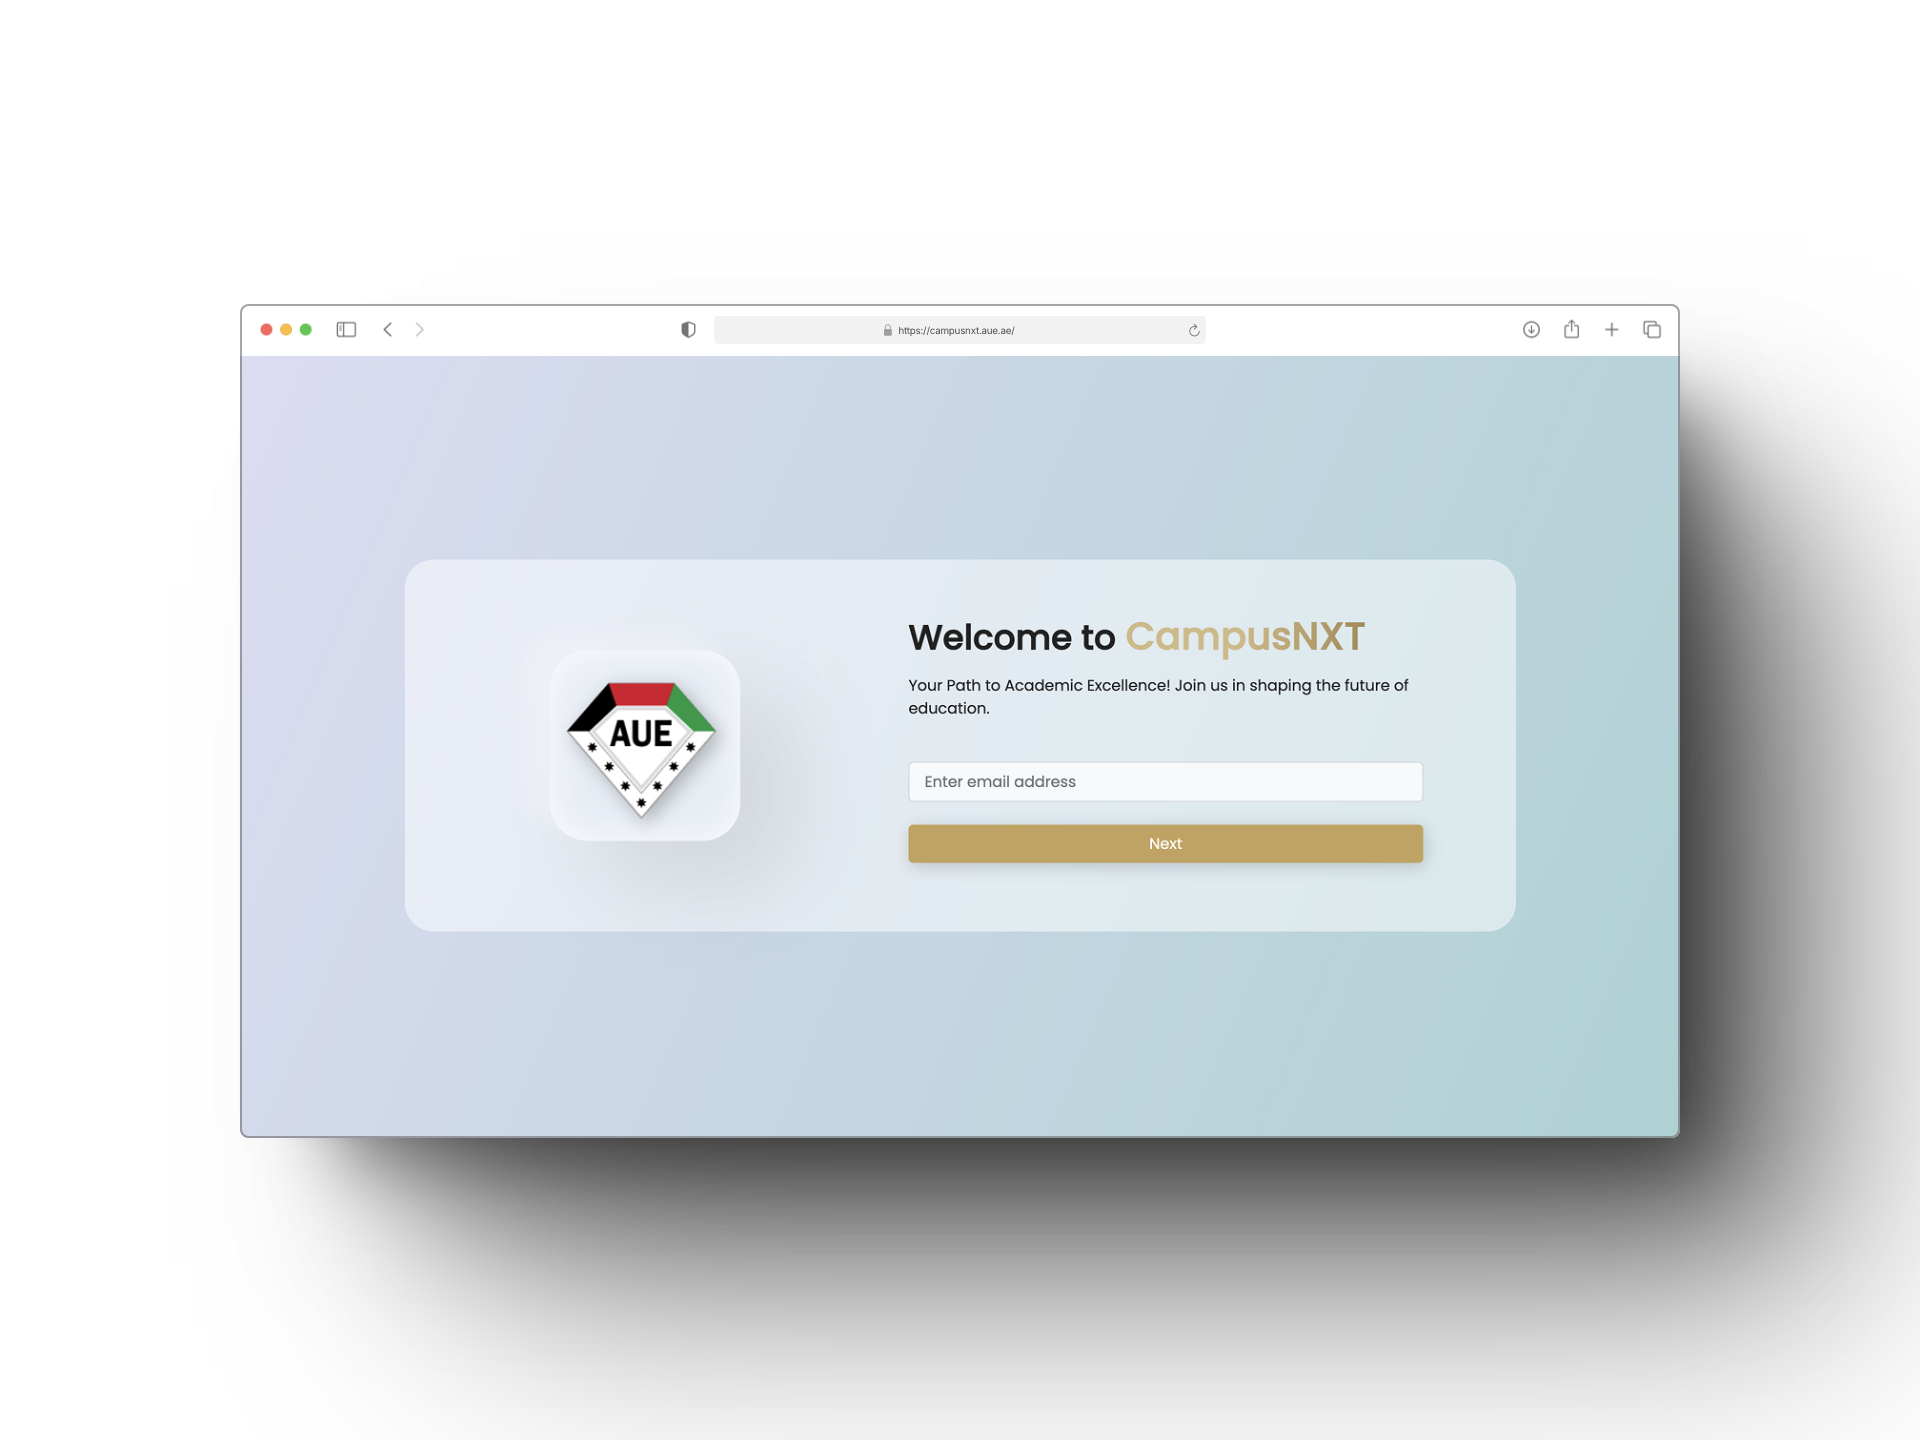 https://campusnxt.aue.ae/
AUE
Welcome to CampusNXT
Your Path to Academic Excellence! Join us in shaping the future of
education.
Enter email address
Next